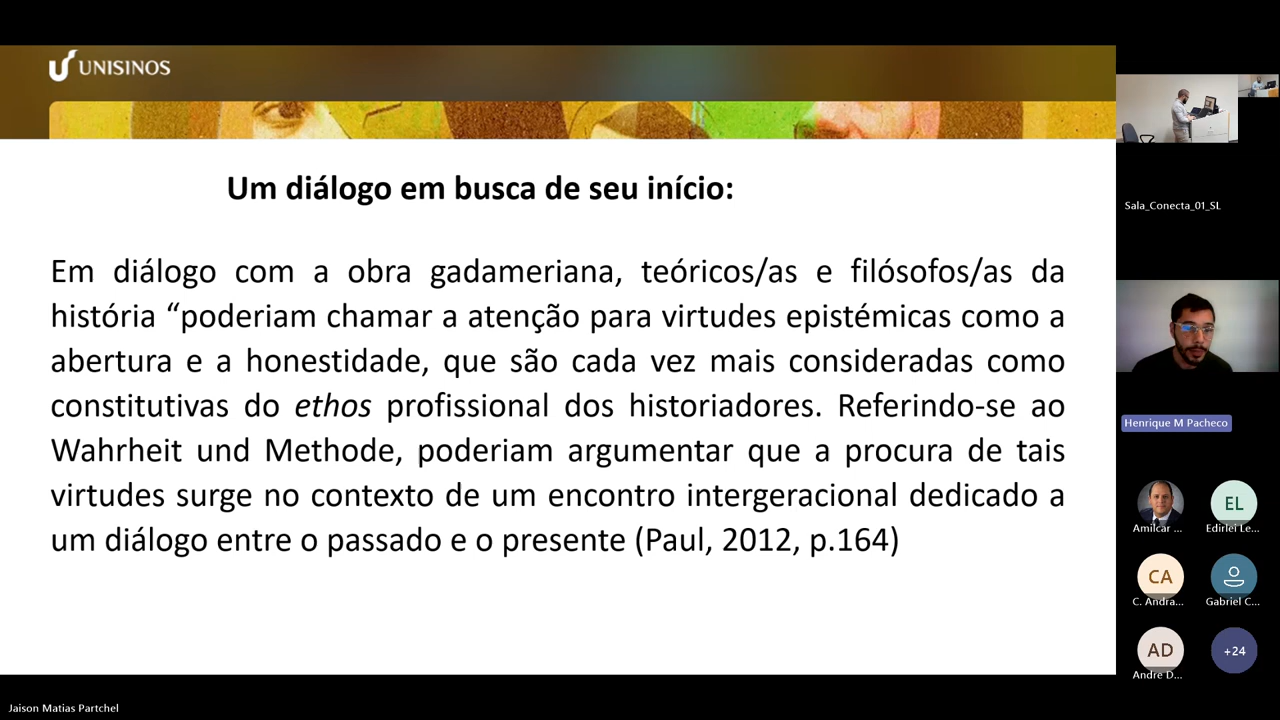 UNISINOS
Um diálogo em busca de seu início:
Em diálogo com a obra gadameriana, teóricos/as e filósofos/as da
história “poderiam chamar a atenção para virtudes epistémicas como a
abertura e a honestidade, que são cada vez mais consideradas como
constitutivas do ethos profissional dos historiadores. Referindo-se ao
Wahrheit und Methode, poderiam argumentar que a procura de tais
virtudes surge no contexto de um encontro intergeracional dedicado a
um diálogo entre o passado e o presente (Paul, 2012, p.164)
Sala_Conecta_01_SL
Henrique M Pacheco
Amilcar ...
EL
Edirlei Le...
CA
C. Andra...
Gabriel C...
AD
Andre D...
+24
Jaison Matias Partchel